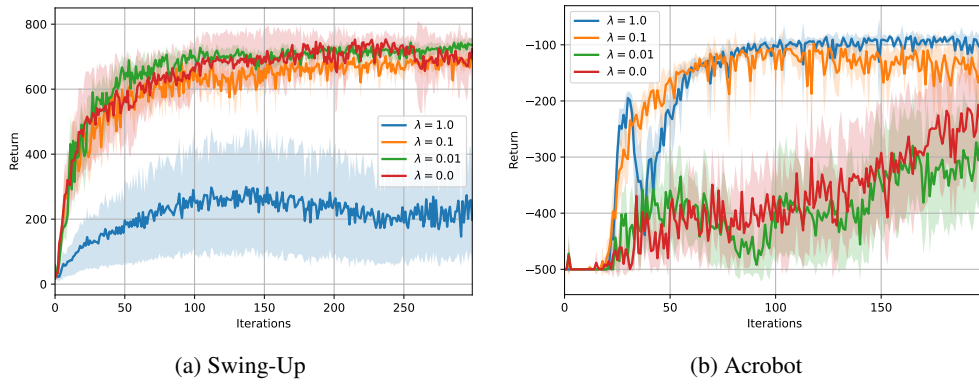 800
600
400
200
0
Return
λ = 1.0
λ = 0.1
λ = 0.01
λ = 0.0
0 50 100 150 200 250
Iterations
(a) Swing-Up
−100
−200
−300
−400
−500
Return
λ = 1.0
λ = 0.1
λ = 0.01
λ = 0.0
0 50 100 150
Iterations
(b) Acrobot